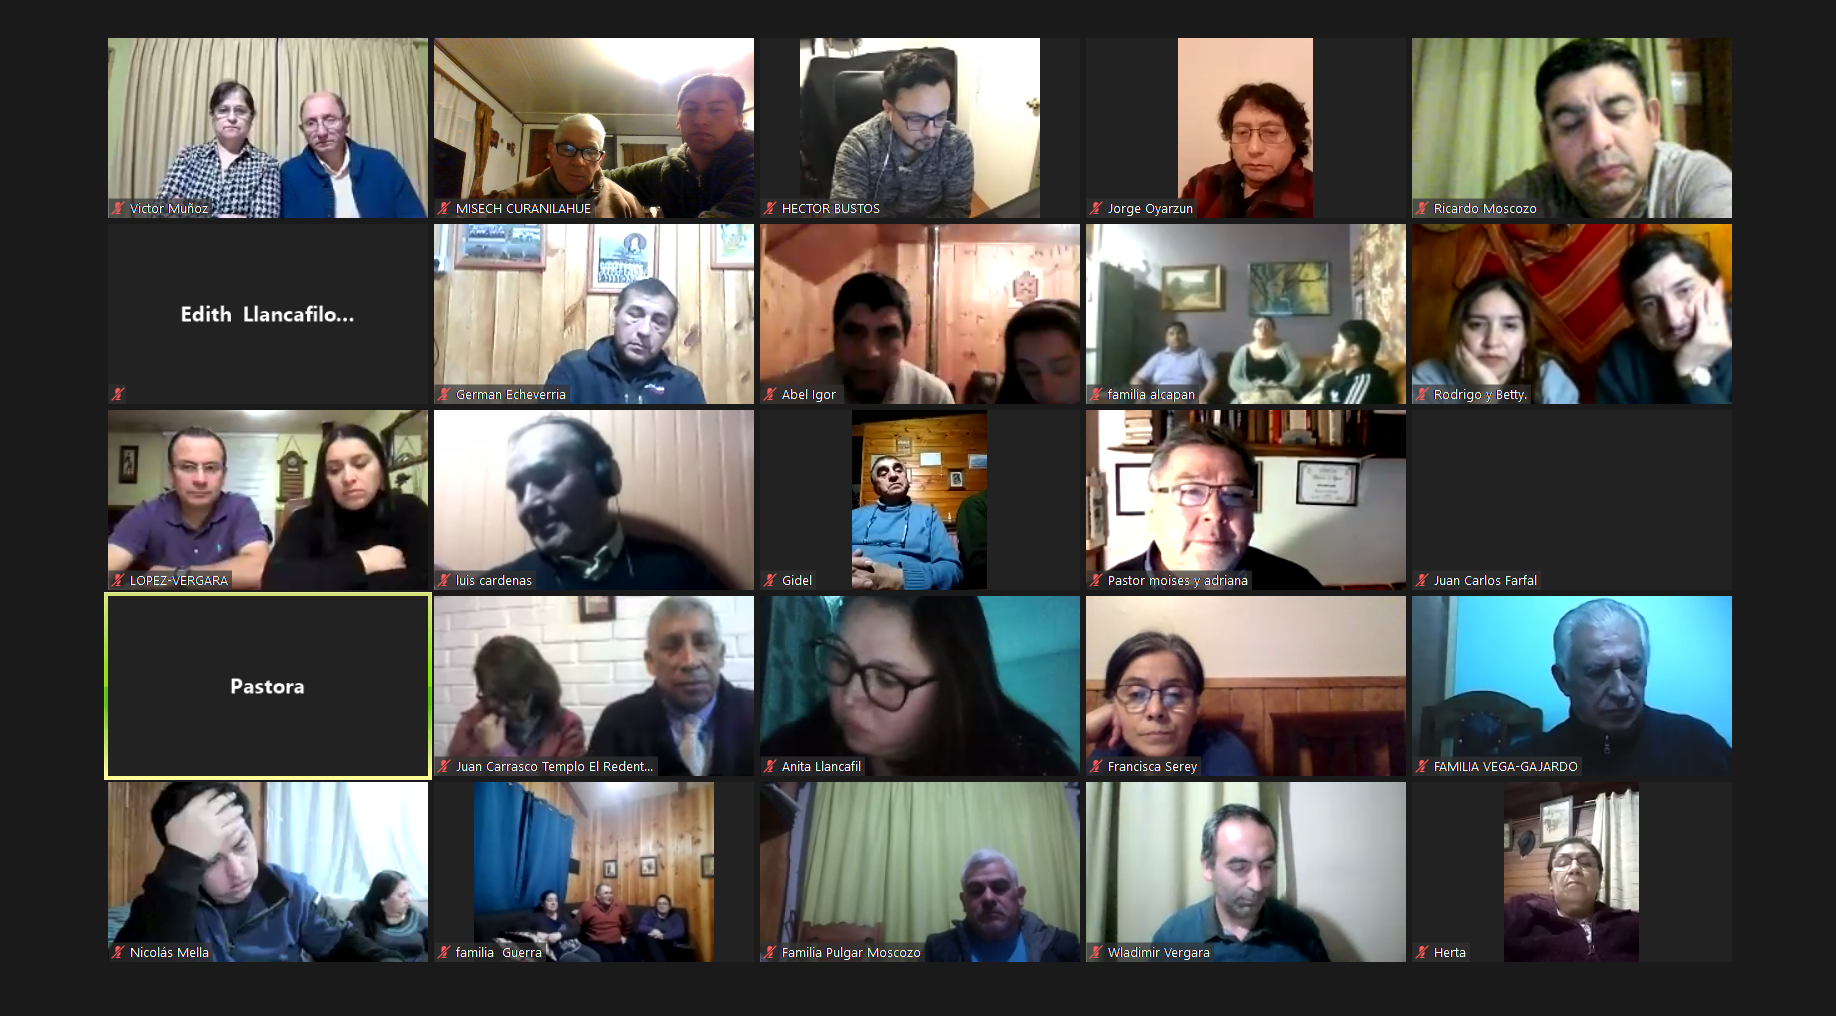 Victor Muñoz
MISECH CURANILAHUE
HECTOR BUSTOS
Jorge Oyarzun
Ricardo Moscozo
Edith Llancafilo...
German Echeverria
Abel Igor
familia alcapan
Rodrigo y Betty.
LOPEZ-VERGARA
luis cardenas
Gidel
Pastor moises y adriana
Juan Carlos Farfal
Pastora
Juan Carrasco Templo El Redent...
Anita Llancafil
Francisca Serey
FAMILIA VEGA-GAJARDO
Nicolás Mella
familia Guerra
Familia Pulgar Moscozo
Wladimir Vergara
Herta